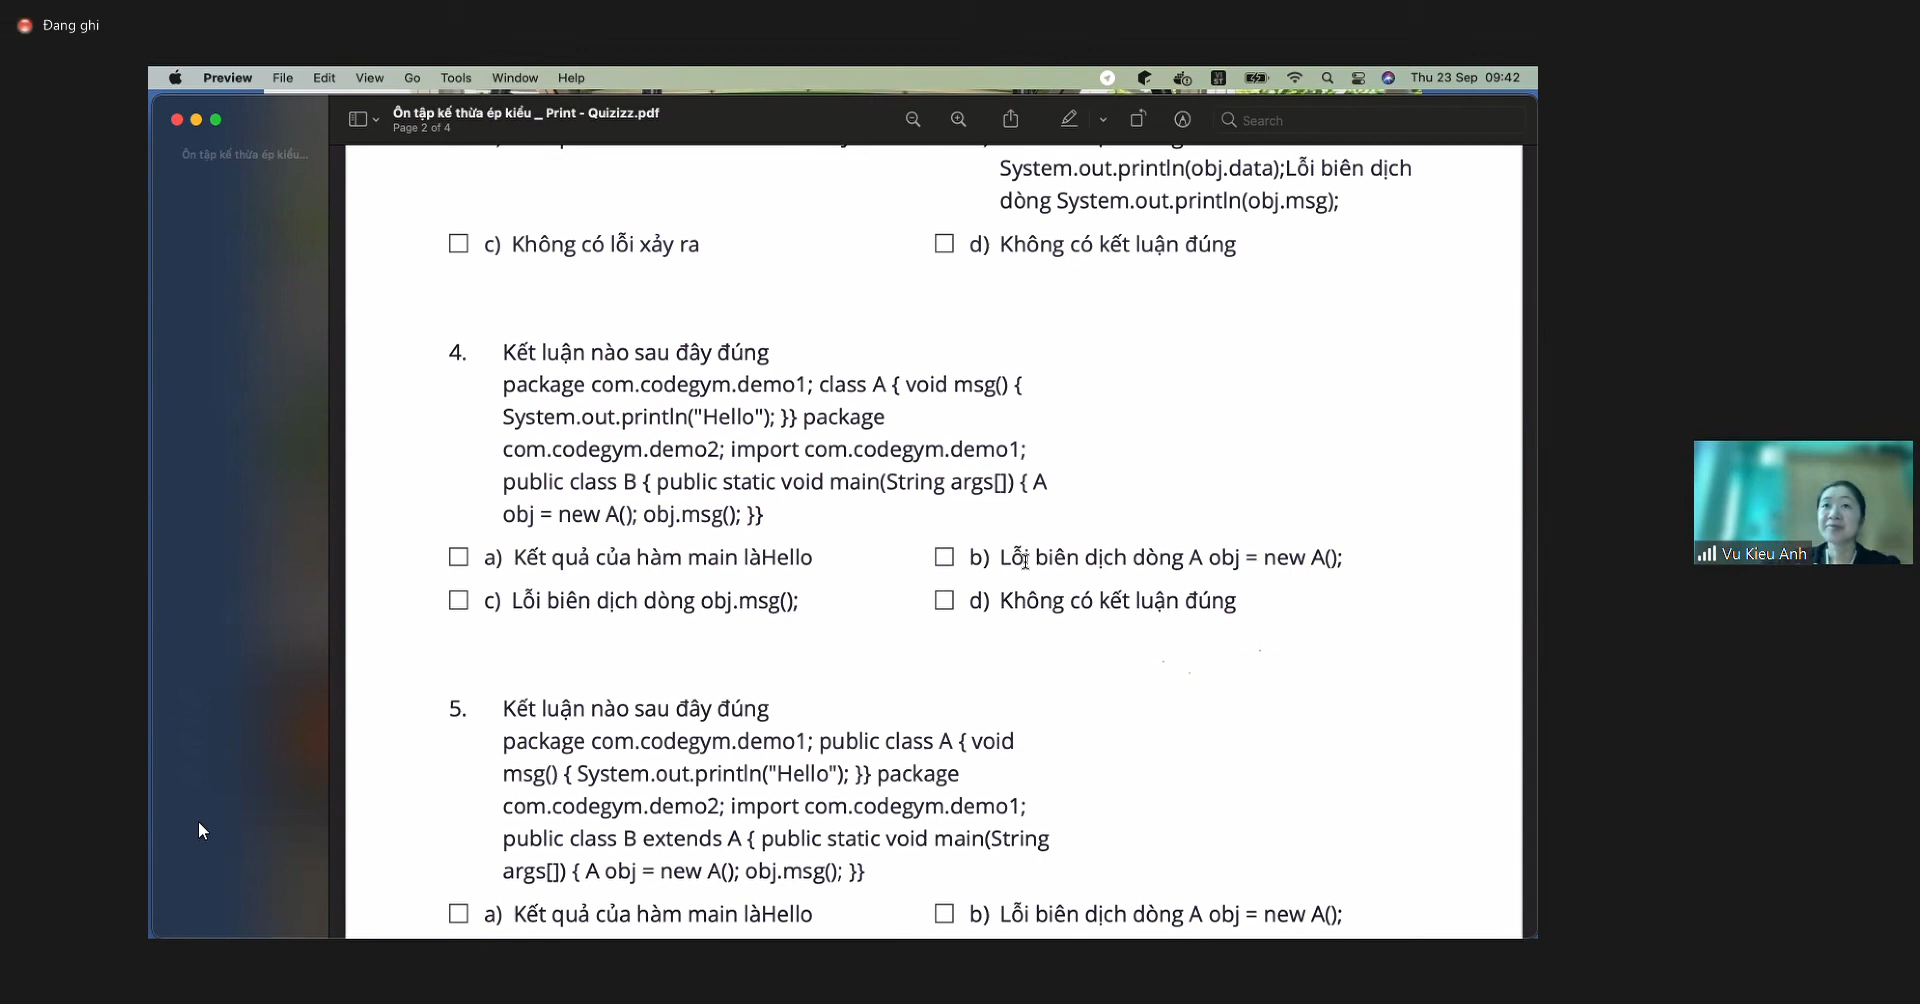 Đang ghi
Preview File Edit View Go Tools Window Help
Thu 23 Sep 09:42
Ôn tập kế thừa ép kiểu _ Print - Quizizz.pdf
Page 2 of 4
Search
Ôn tập kế thừa ép kiểu...
System.out.println(obj.data);Lỗi biên dịch
dòng System.out.println(obj.msg);
c) Không có lỗi xảy ra
d) Không có kết luận đúng
4. Kết luận nào sau đây đúng
package com.codegym.demo1; class A { void msg() {
System.out.println("Hello"); }} package
com.codegym.demo2; import com.codegym.demo1;
public class B { public static void main(String args[]) { A
obj = new A(); obj.msg(); }}
a) Kết quả của hàm main làHello
b) Lỗi biên dịch dòng A obj = new A();
c) Lỗi biên dịch dòng obj.msg();
d) Không có kết luận đúng
5. Kết luận nào sau đây đúng
package com.codegym.demo1; public class A { void
msg() { System.out.println("Hello"); }} package
com.codegym.demo2; import com.codegym.demo1;
public class B extends A { public static void main(String
args[]) { A obj = new A(); obj.msg(); }}
a) Kết quả của hàm main làHello
b) Lỗi biên dịch dòng A obj = new A();
Vu Kieu Anh